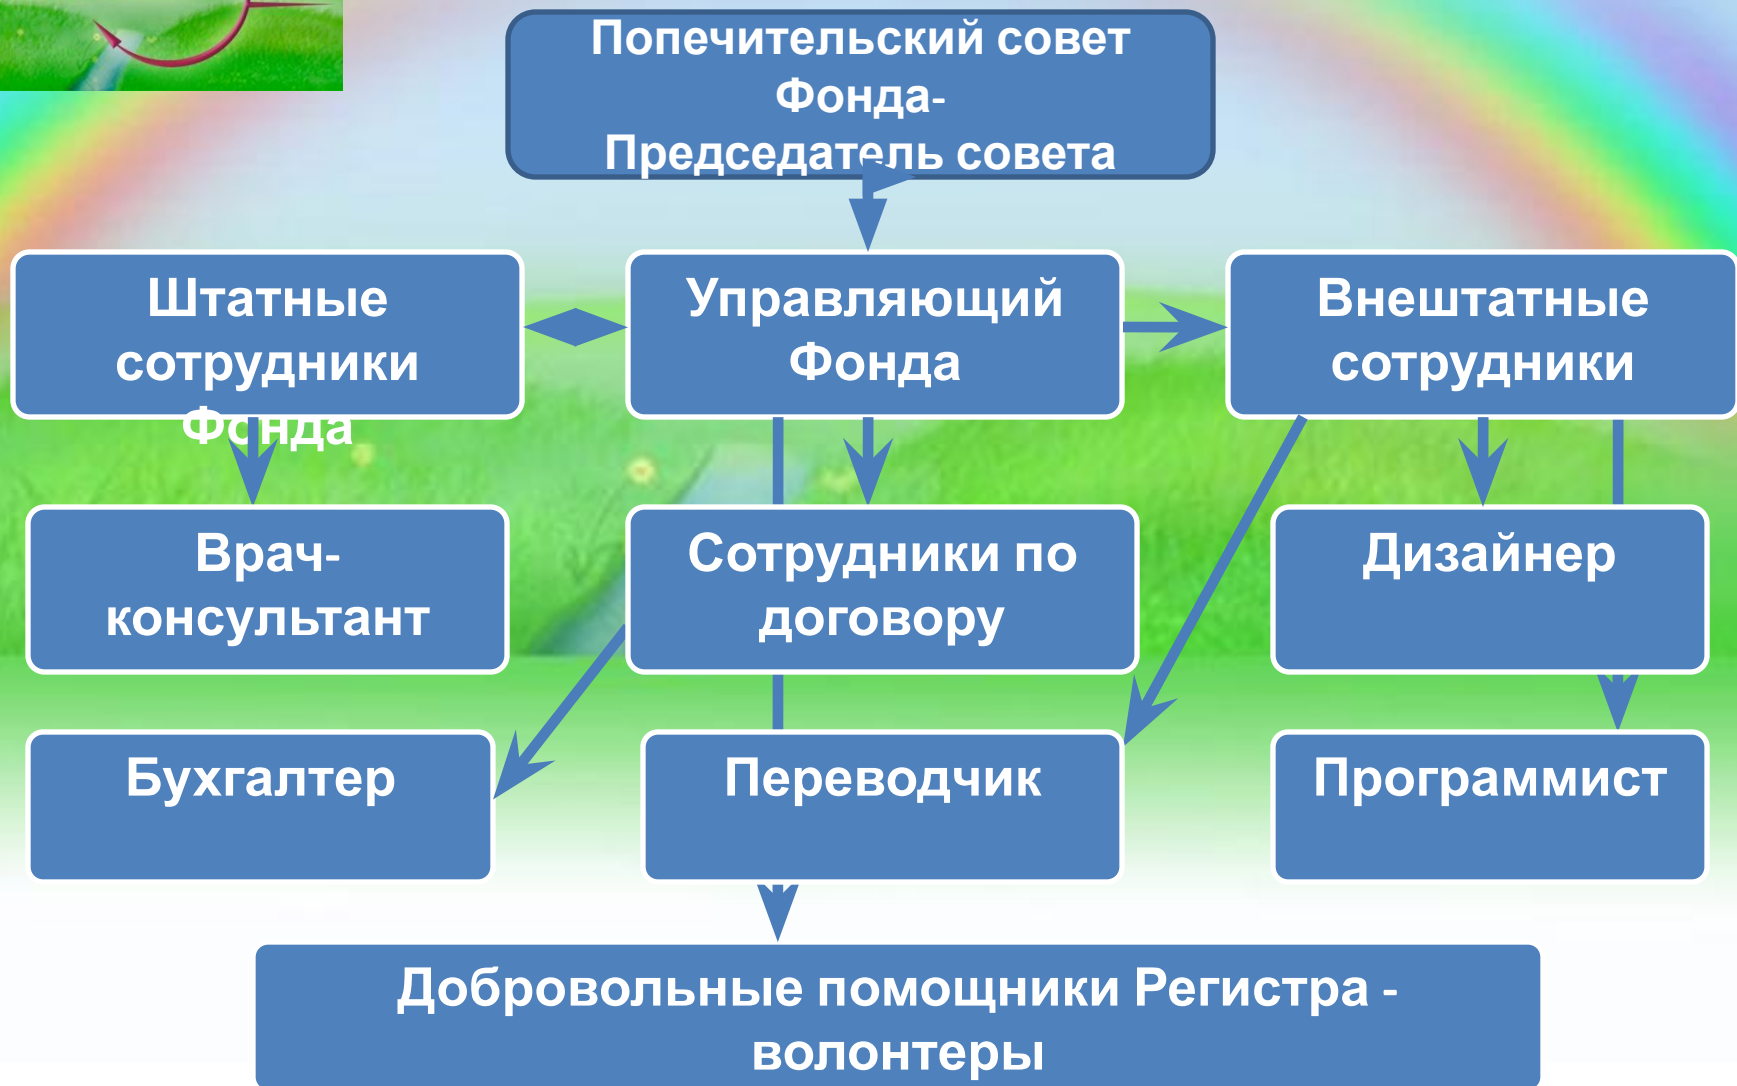 Попечительский совет
Фонда-
Председатель совета
Штатные
сотрудники
Фонда
Управляющий
Фонда
Внештатные
сотрудники
Врач-
консультант
Сотрудники по
договору
Дизайнер
Бухгалтер
Переводчик
Программист
Добровольные помощники Регистра -
волонтеры